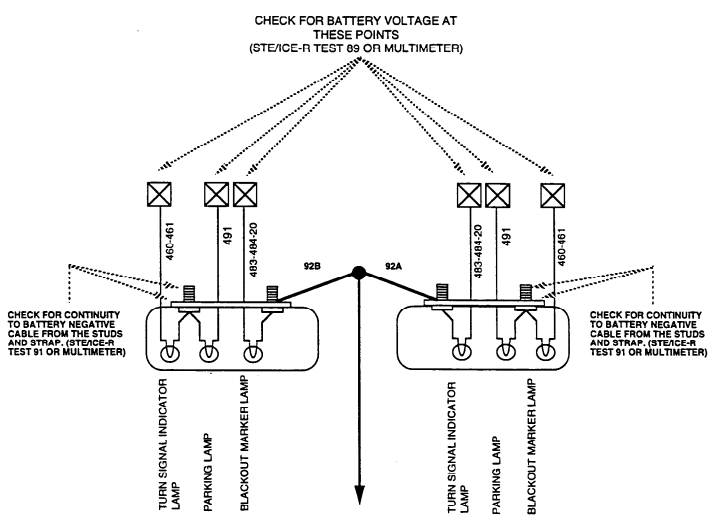 CHECK FOR BATTERY VOLTAGE AT
THESE POINTS
(STE/ICE-R TEST 89 OR MULTIMETER)
460-461
491
483-484-20
483-484-20
491
460-461
92B
92A
CHECK FOR CONTINUITY
TO BATTERY NEGATIVE
CABLE FROM THE STUDS
AND STRAP. (STE/ICE-R
TEST 91 OR MULTIMETER)
CHECK FOR CONTINUITY
TO BATTERY NEGATIVE
CABLE FROM THE STUDS
AND STRAP. (STE/ICE-R
TEST 91 OR MULTIMETER)
TURN SIGNAL INDICATOR
LAMP
PARKING LAMP
BLACKOUT MARKER LAMP
TURN SIGNAL INDICATOR
LAMP
PARKING LAMP
BLACKOUT MARKER LAMP